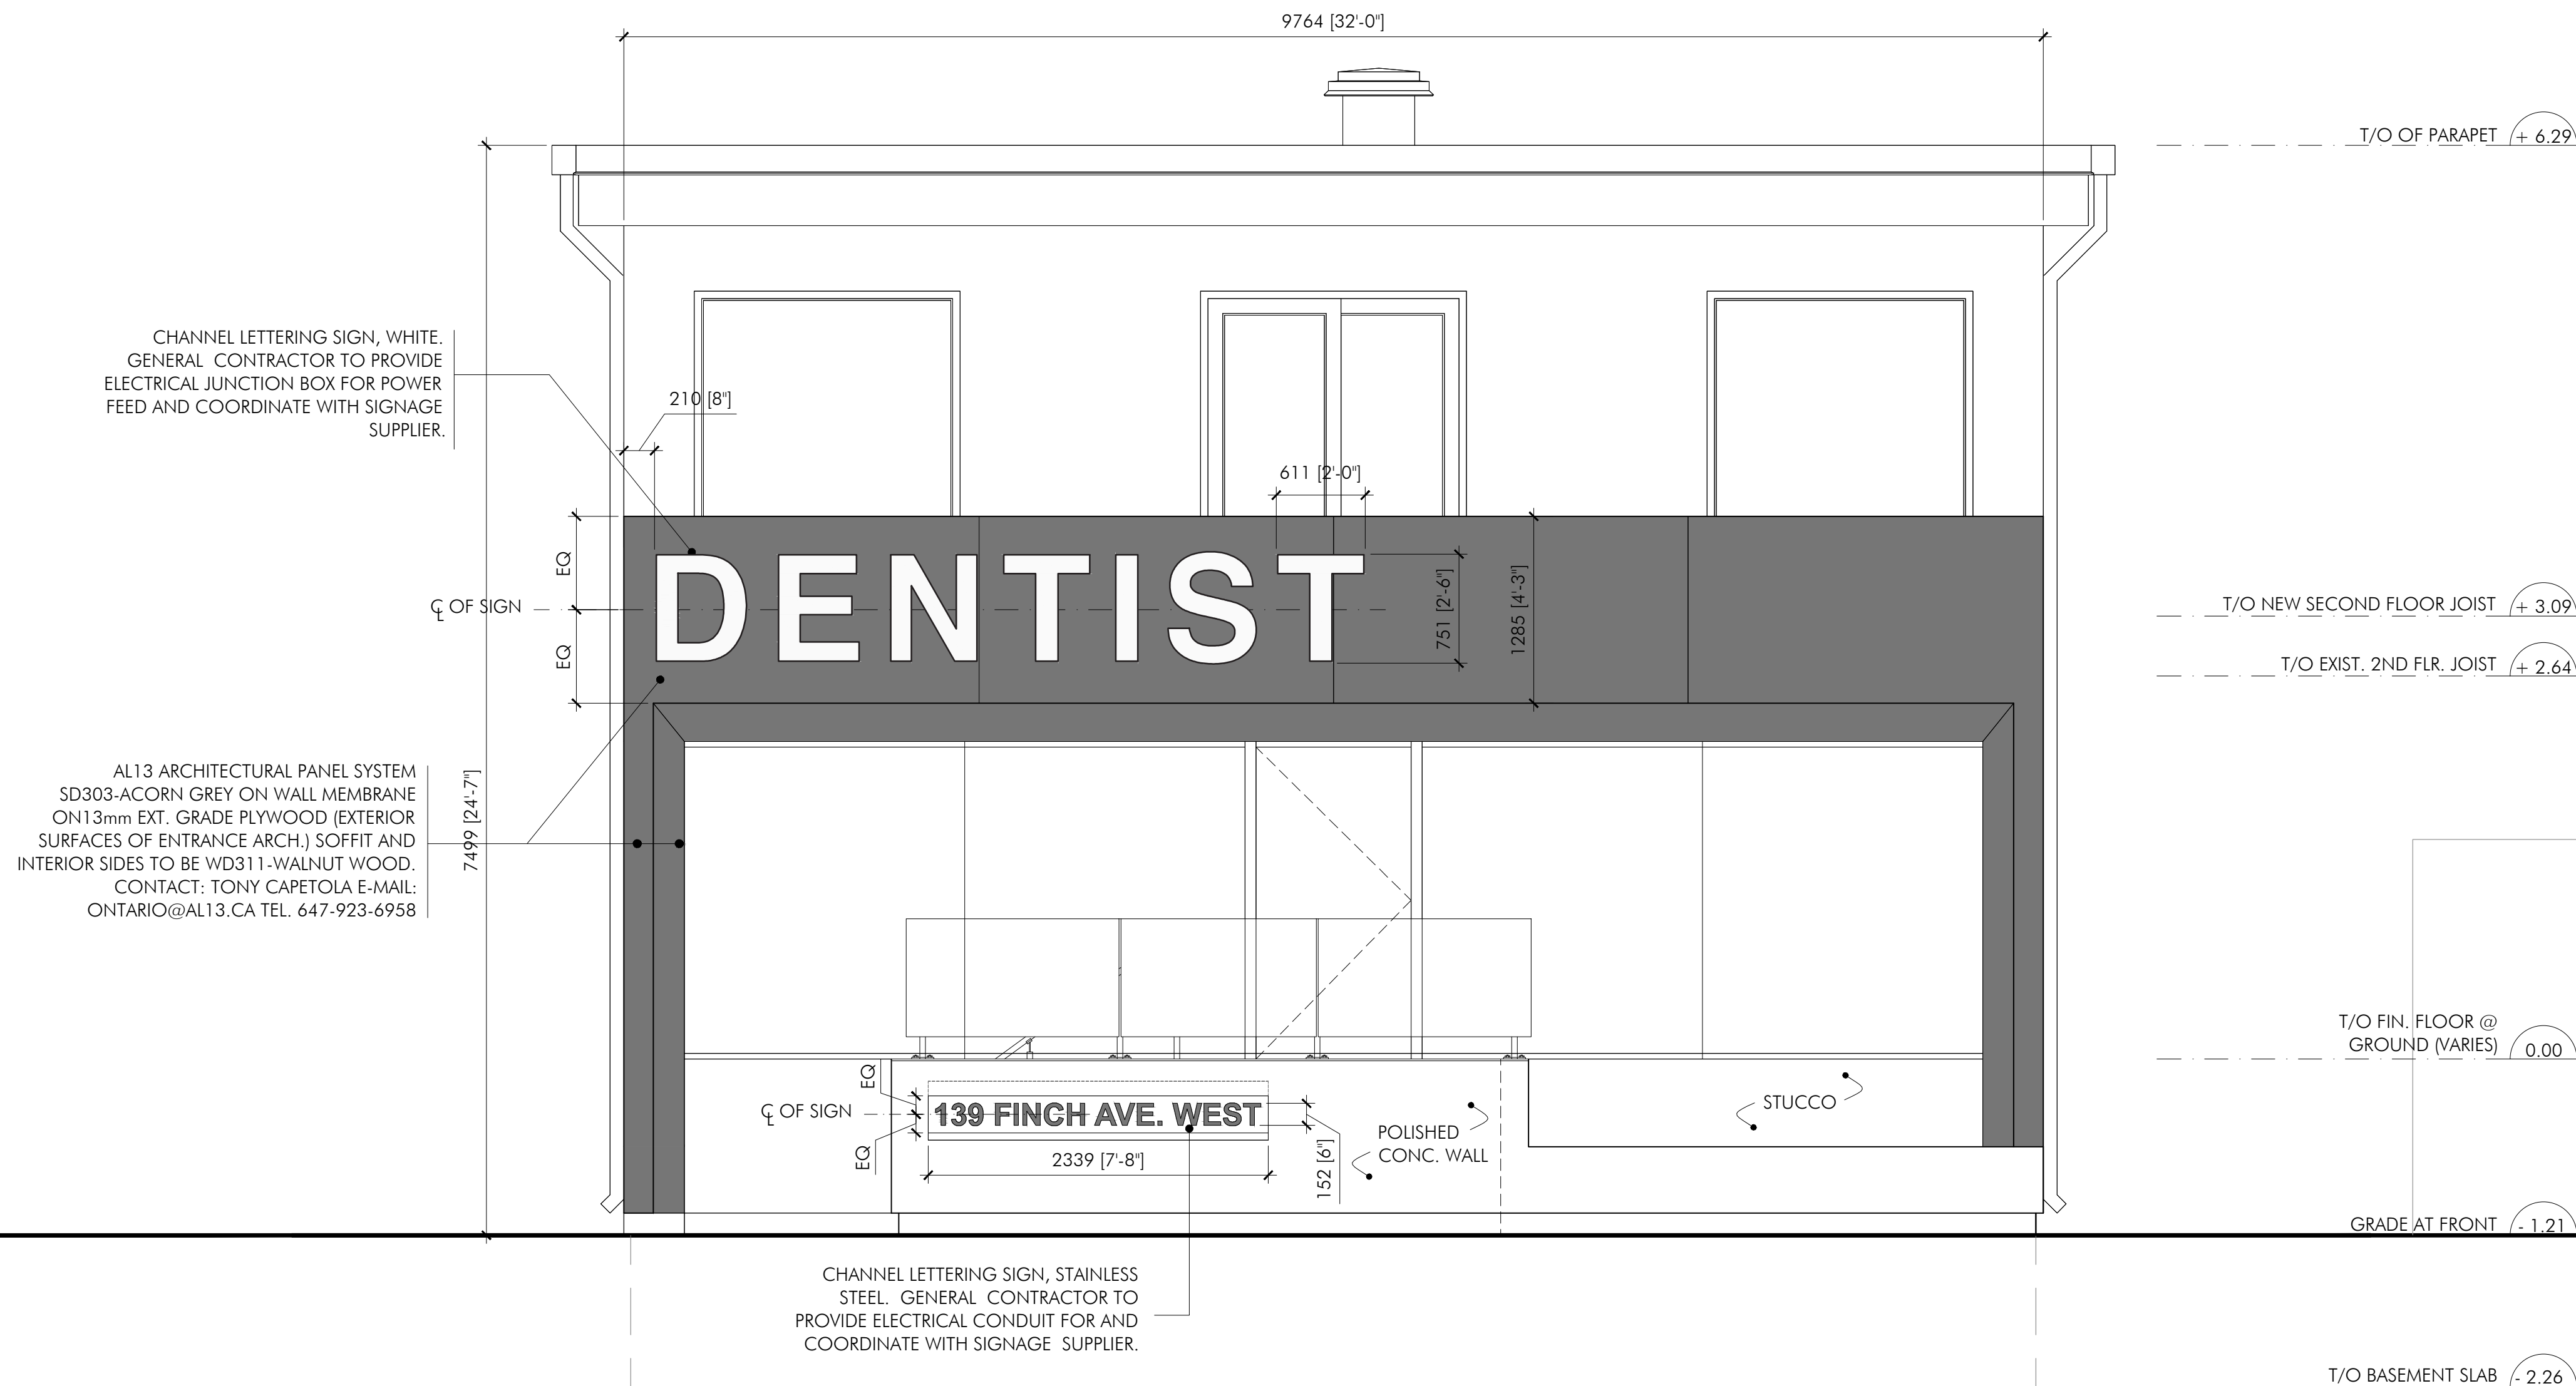 9764 [32'-0"]
T/O OF PARAPET + 6.29
CHANNEL LETTERING SIGN, WHITE.
GENERAL CONTRACTOR TO PROVIDE
ELECTRICAL JUNCTION BOX FOR POWER
FEED AND COORDINATE WITH SIGNAGE
SUPPLIER.
210 [8"]
611 [2'-0"]
EQ
EQ
℄ OF SIGN
DENTIST
751 [2'-6"]
1285 [4'-3"]
T/O NEW SECOND FLOOR JOIST + 3.09
T/O EXIST. 2ND FLR. JOIST + 2.64
AL13 ARCHITECTURAL PANEL SYSTEM
SD303-ACORN GREY ON WALL MEMBRANE
ON13mm EXT. GRADE PLYWOOD (EXTERIOR
SURFACES OF ENTRANCE ARCH.) SOFFIT AND
INTERIOR SIDES TO BE WD311-WALNUT WOOD.
CONTACT: TONY CAPETOLA E-MAIL:
ONTARIO@AL13.CA TEL. 647-923-6958
7499 [24'-7"]
T/O FIN. FLOOR @
GROUND (VARIES) 0.00
EQ
EQ
℄ OF SIGN
139 FINCH AVE. WEST
2339 [7'-8"]
152 [6"]
POLISHED
CONC. WALL
STUCCO
GRADE AT FRONT - 1.21
CHANNEL LETTERING SIGN, STAINLESS
STEEL. GENERAL CONTRACTOR TO
PROVIDE ELECTRICAL CONDUIT FOR AND
COORDINATE WITH SIGNAGE SUPPLIER.
T/O BASEMENT SLAB - 2.26